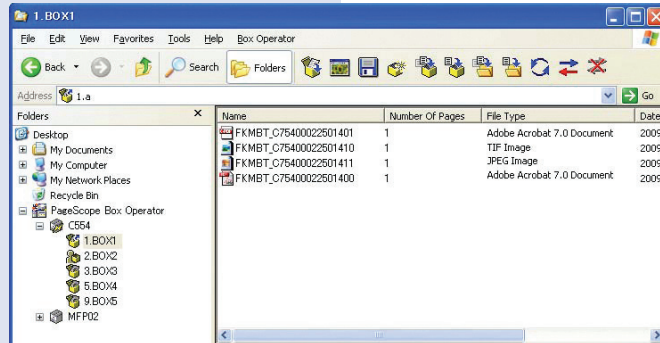 1.BOX1
File Edit View Favorites Tools Help Box Operator
Back Search Folders
Address 1.a Go
Folders x Name Number Of Pages File Type Date
Desktop
My Documents
My Computer
My Network Places
Recycle Bin
PageScope Box Operator
C554
1.BOX1
2.BOX2
3.BOX3
5.BOX4
9.BOX5
MFP02
FKMBT_C75400022501401 1 Adobe Acrobat 7.0 Document 2009
FKMBT_C75400022501410 1 TIF Image 2009
FKMBT_C75400022501411 1 JPEG Image 2009
FKMBT_C75400022501400 1 Adobe Acrobat 7.0 Document 2009